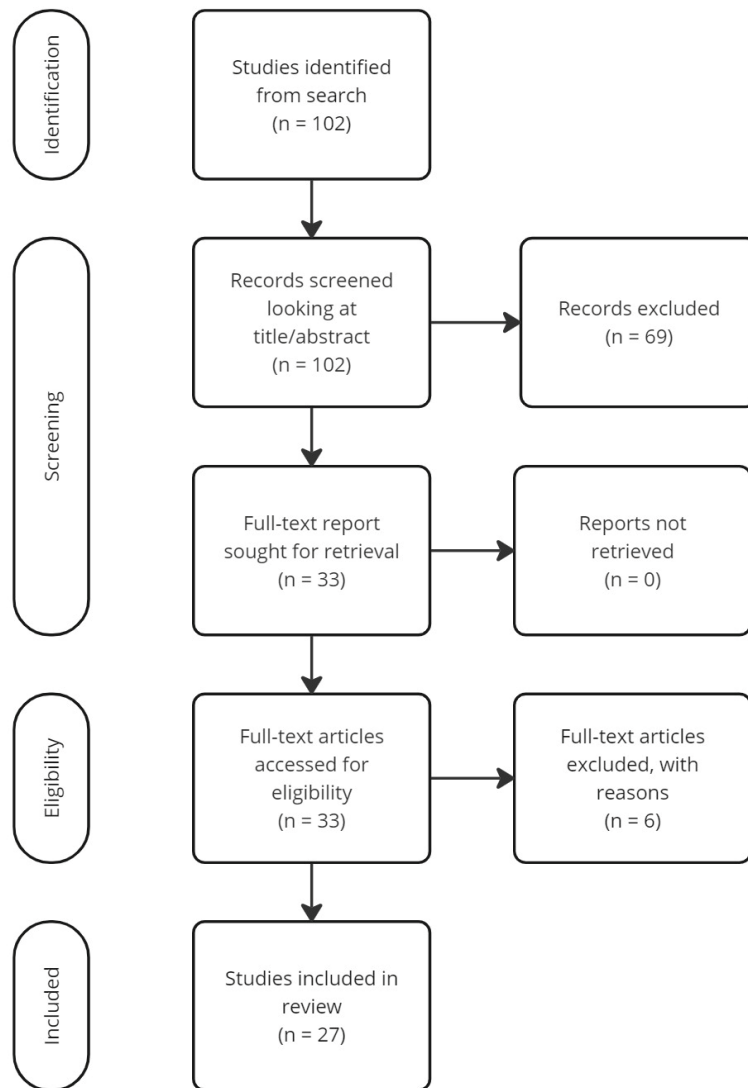 Identification
Studies identified
from search
(n = 102)
Screening
Records screened
looking at
title/abstract
(n = 102)
Records excluded
(n = 69)
Full-text report
sought for retrieval
(n = 33)
Reports not
retrieved
(n = 0)
Eligibility
Full-text articles
accessed for
eligibility
(n = 33)
Full-text articles
excluded, with
reasons
(n = 6)
Included
Studies included in
review
(n = 27)